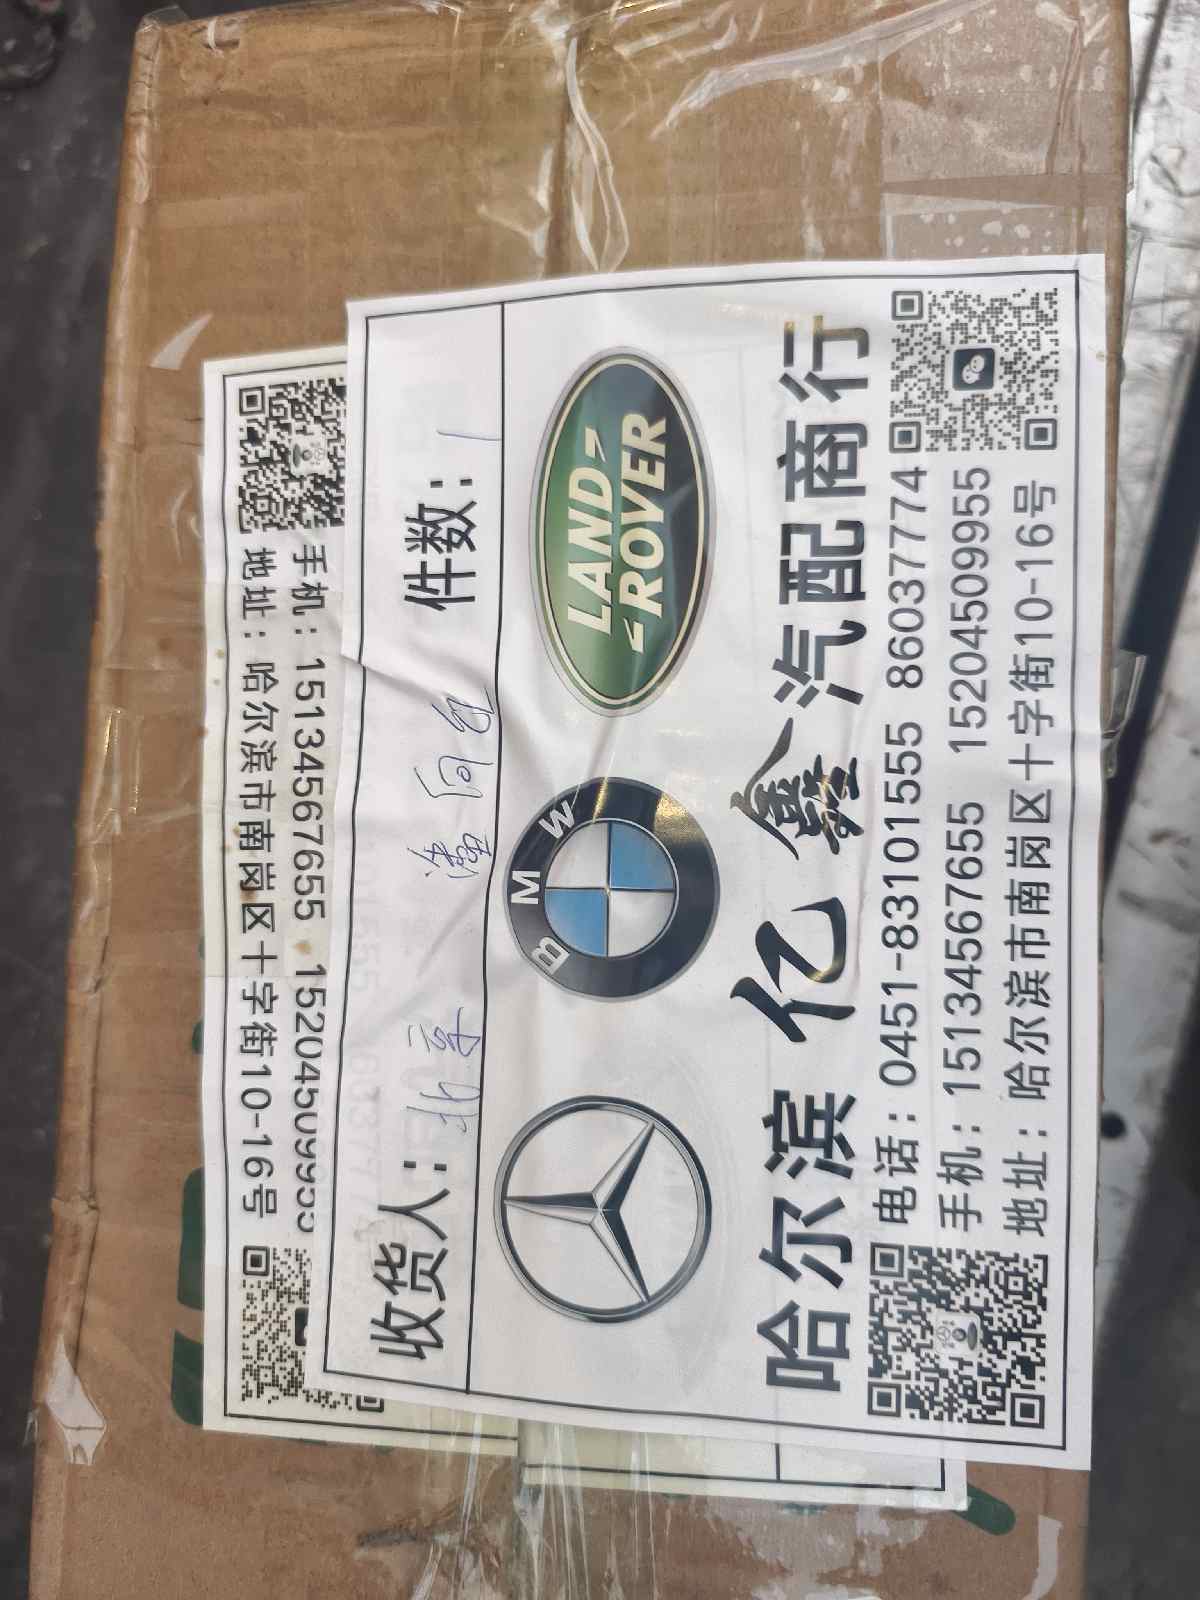 地址：哈尔滨市南岗区十字街10-16号
手机：15134567655 15204509955
收货人：北京
件数：1
BMW
LAND ROVER
哈尔滨亿鑫汽配商行
电话：0451-83101555 86037774
手机：15134567655 15204509955
地址：哈尔滨市南岗区十字街10-16号